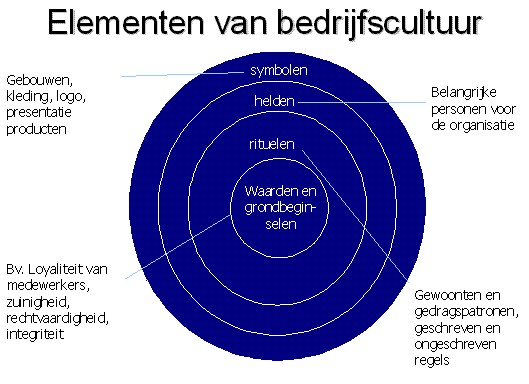 Elementen van bedrijfscultuur
Gebouwen,
kleding, logo,
presentatie
producten
symbolen
helden
Belangrijke
personen voor
de organisatie
rituelen
Waarden en
grondbegin-
selen
Bv. Loyaliteit van
medewerkers,
zuinigheid,
rechtvaardigheid,
integriteit
Gewoonten en
gedragspatronen,
geschreven en
ongeschreven
regels